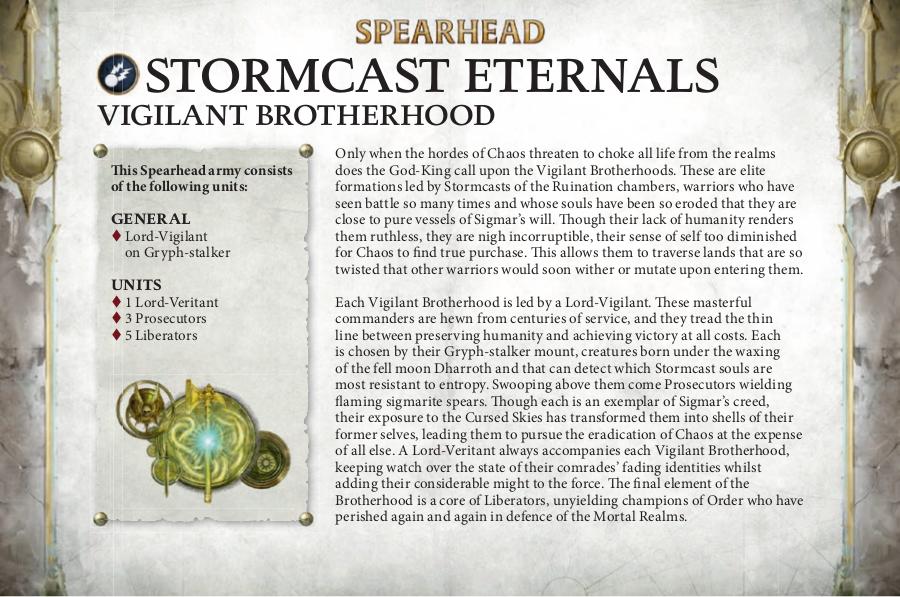 SPEARHEAD
STORMCAST ETERNALS
VIGILANT BROTHERHOOD
This Spearhead army consists
of the following units:
GENERAL
♦ Lord-Vigilant
on Gryph-stalker
UNITS
♦ 1 Lord-Veritant
♦ 3 Prosecutors
♦ 5 Liberators
Only when the hordes of Chaos threaten to choke all life from the realms
does the God-King call upon the Vigilant Brotherhoods. These are elite
formations led by Stormcasts of the Ruination chambers, warriors who have
seen battle so many times and whose souls have been so eroded that they are
close to pure vessels of Sigmar's will. Though their lack of humanity renders
them ruthless, they are nigh incorruptible, their sense of self too diminished
for Chaos to find true purchase. This allows them to traverse lands that are so
twisted that other warriors would soon wither or mutate upon entering them.
Each Vigilant Brotherhood is led by a Lord-Vigilant. These masterful
commanders are hewn from centuries of service, and they tread the thin
line between preserving humanity and achieving victory at all costs. Each
is chosen by their Gryph-stalker mount, creatures born under the waxing
of the fell moon Dharroth and that can detect which Stormcast souls are
most resistant to entropy. Swooping above them come Prosecutors wielding
flaming sigmarite spears. Though each is an exemplar of Sigmar's creed,
their exposure to the Cursed Skies has transformed them into shells of their
former selves, leading them to pursue the eradication of Chaos at the expense
of all else. A Lord-Veritant always accompanies each Vigilant Brotherhood,
keeping watch over the state of their comrades' fading identities whilst
adding their considerable might to the force. The final element of the
Brotherhood is a core of Liberators, unyielding champions of Order who have
perished again and again in defence of the Mortal Realms.